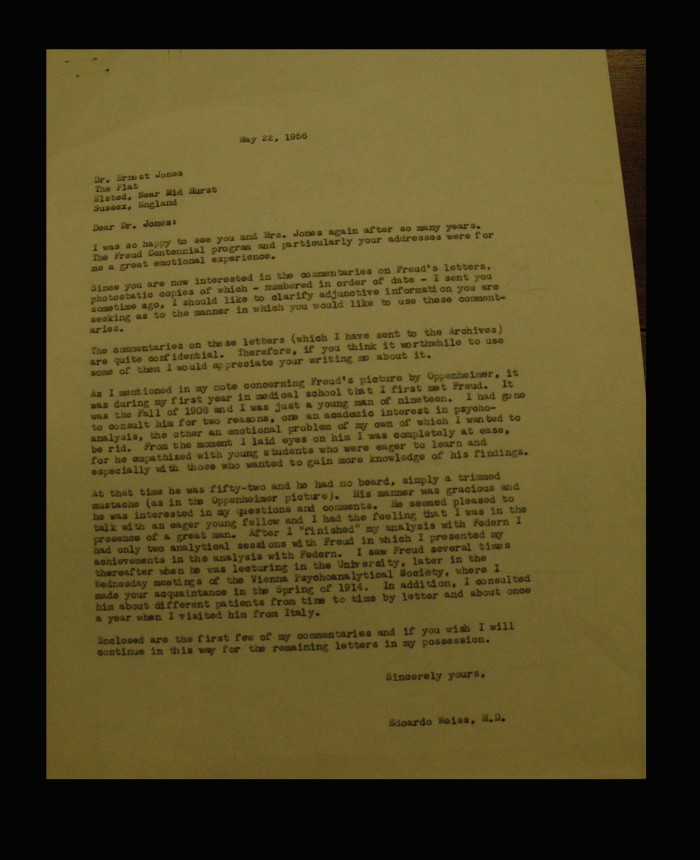 May 22, 1956
Dr. Ernest Jones
The Plat
Elsted, Near Mid Hurst
Sussex, England
Dear Dr. Jones:
I was so happy to see you and Mrs. Jones again after so many years.
The Freud Centennial program and particularly your addresses were for
me a great emotional experience.
Since you are now interested in the commentaries on Freud's letters,
photostatic copies of which - numbered in order of date - I sent you
sometime ago, I should like to clarify adjunctive information you are
seeking as to the manner in which you would like to use these comment-
aries.
The commentaries on these letters (which I have sent to the Archives)
are quite confidential. Therefore, if you think it worthwhile to use
some of them I would appreciate your writing me about it.
As I mentioned in my note concerning Freud's picture by Oppenheimer, it
was during my first year in medical school that I first met Freud. It
was the Fall of 1908 and I was just a young man of nineteen. I had gone
to consult him for two reasons, one an academic interest in psycho-
analysis, the other an emotional problem of my own of which I wanted to
be rid. From the moment I laid eyes on him I was completely at ease,
for he empathized with young students who were eager to learn and
especially with those who wanted to gain more knowledge of his findings.
At that time he was fifty-two and he had no beard, simply a trimmed
mustache (as in the Oppenheimer picture). His manner was gracious and
he was interested in my questions and comments. He seemed pleased to
talk with an eager young fellow and I had the feeling that I was in the
presence of a great man. After I "finished" my analysis with Federn I
had only two analytical sessions with Freud in which I presented my
achievements in the analysis with Federn. I saw Freud several times
thereafter when he was lecturing in the University, later in the
Wednesday meetings of the Vienna Psychoanalytical Society, where I
made your acquaintance in the Spring of 1914. In addition, I consulted
him about different patients from time to time by letter and about once
a year when I visited him from Italy.
Enclosed are the first few of my commentaries and if you wish I will
continue in this way for the remaining letters in my possession.
Sincerely yours,
Edoardo Weiss, M.D.